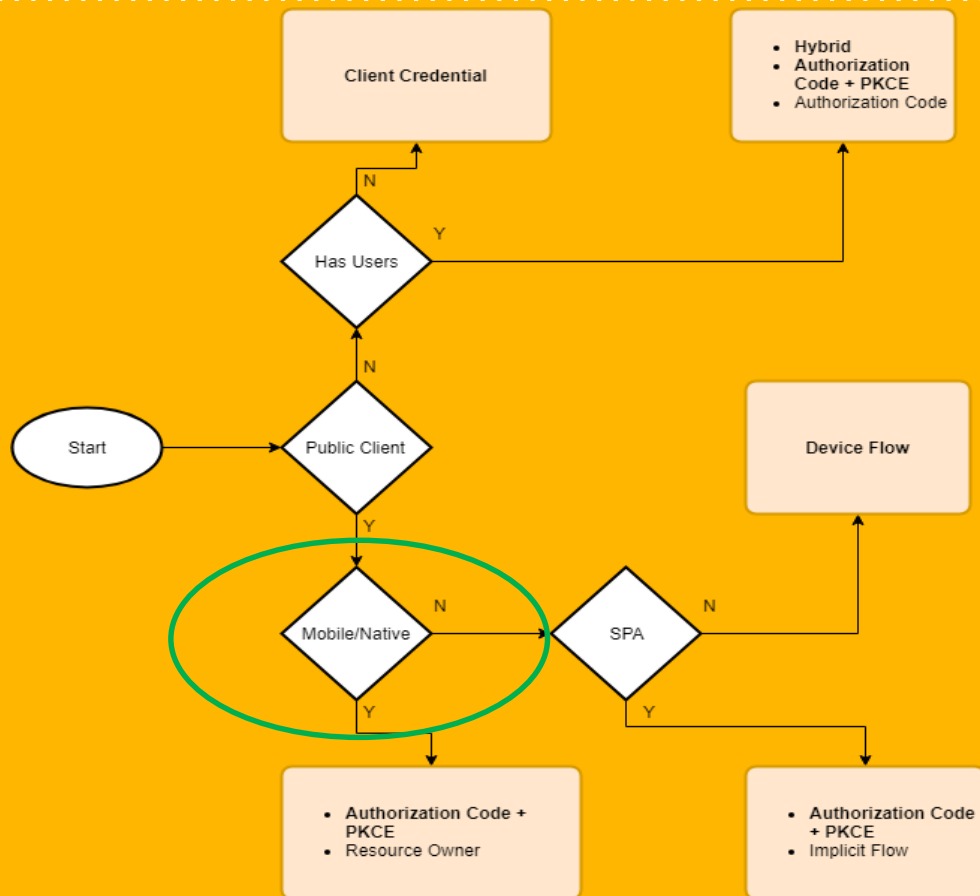 Client Credential
Hybrid
Authorization
Code + PKCE
Authorization Code
N
Has Users
Y
N
Start
Public Client
Device Flow
Y
Mobile/Native
N
SPA
N
Y
Y
Authorization Code +
PKCE
Resource Owner
Authorization Code
+ PKCE
Implicit Flow